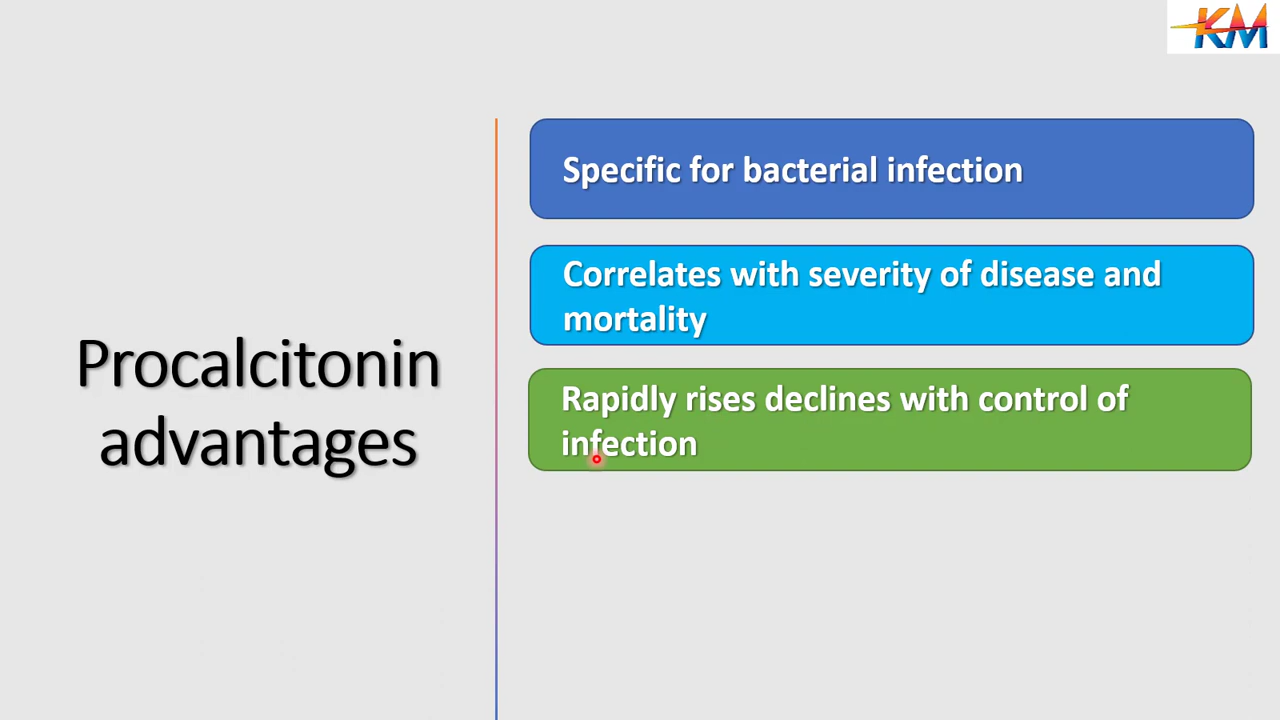 KM
Specific for bacterial infection
Correlates with severity of disease and
mortality
Procalcitonin
advantages
Rapidly rises declines with control of
infection